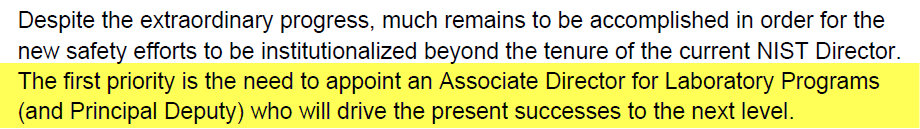 Despite the extraordinary progress, much remains to be accomplished in order for the
new safety efforts to be institutionalized beyond the tenure of the current NIST Director.
The first priority is the need to appoint an Associate Director for Laboratory Programs
(and Principal Deputy) who will drive the present successes to the next level.